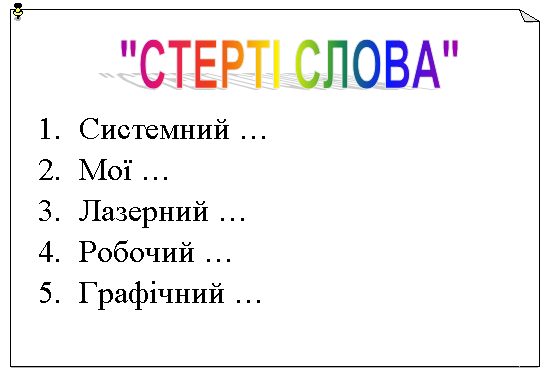 "СТЕРТІ СЛОВА"
1. Системний …
2. Мої …
3. Лазерний …
4. Робочий …
5. Графічний …